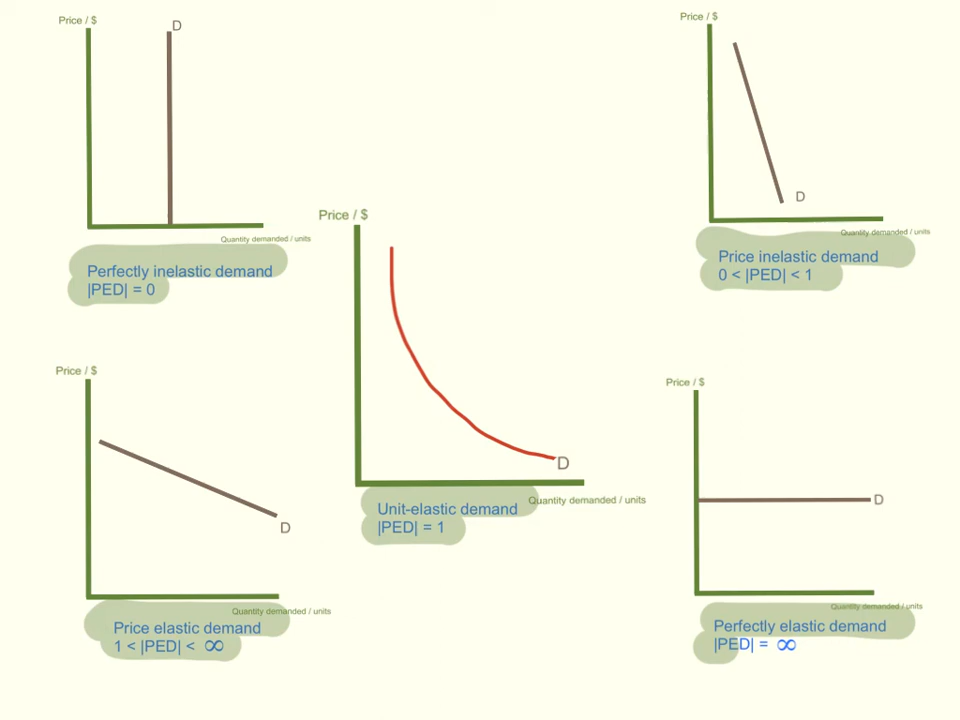 Price / $
D
Quantity demanded / units
Perfectly inelastic demand
|PED| = 0
Price / $
D
Quantity demanded / units
Price inelastic demand
0 < |PED| < 1
Price / $
D
Quantity demanded / units
Unit-elastic demand
|PED| = 1
Price / $
D
Quantity demanded / units
Price elastic demand
1 < |PED| < ∞
Price / $
D
Quantity demanded / units
Perfectly elastic demand
|PED| = ∞